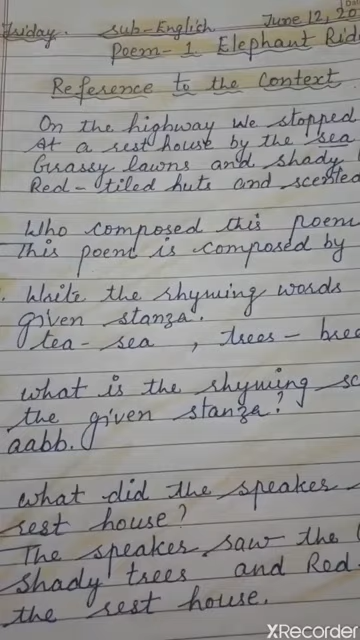 Friday. Sub-English June 12, 20
Poem-1 Elephant Rid
Reference to the Context
On the highway we stopped
At a rest house by the sea
Grassy lawns and shady
Red-tiled huts and scented
Who composed this poem
This poem is composed by
Write the rhyming words
given stanza.
tea-sea, trees-bree
what is the rhyming sc
the given stanza?
aabb.
what did the speaker
rest house?
The speaker saw the
shady trees and Red-
the rest house.
XRecorder